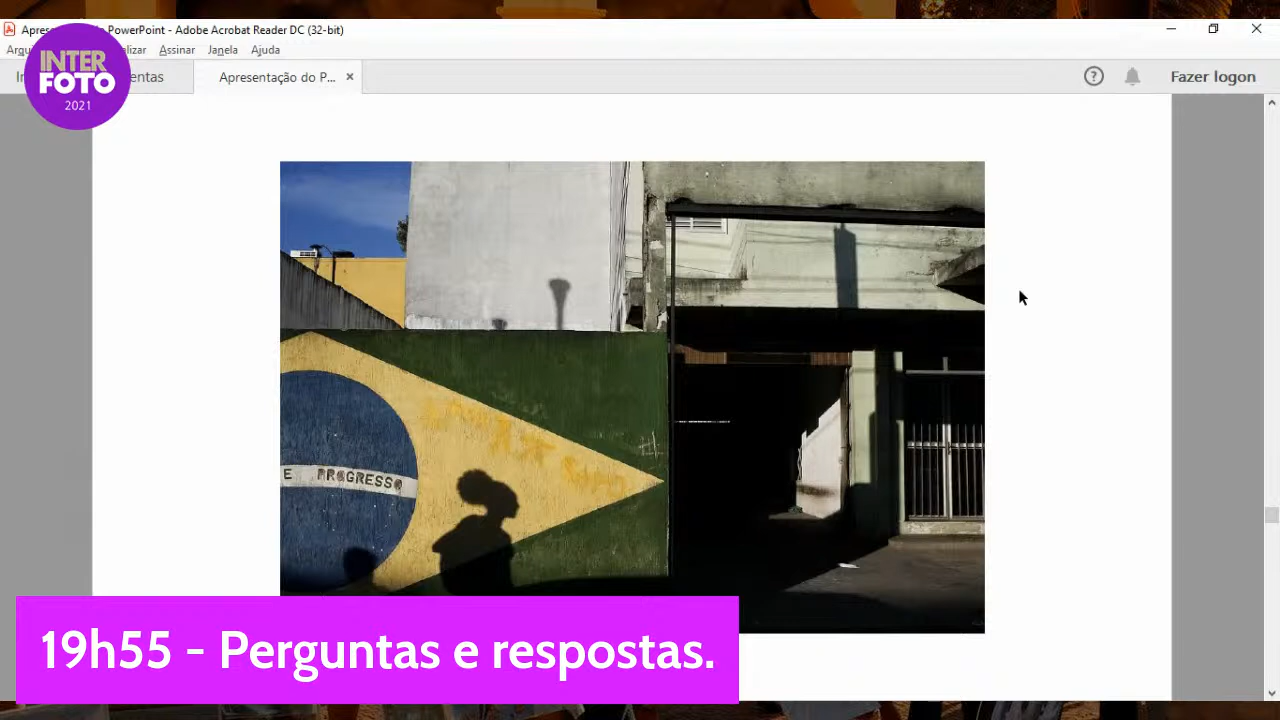 PowerPoint - Adobe Acrobat Reader DC (32-bit)
Assinar Janela Ajuda
Apresentação do P...
Fazer logon
INTER
FOTO
2021
E PROGRESSO
19h55 - Perguntas e respostas.